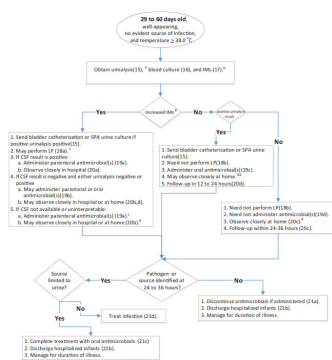 29 to 60 days old,
well-appearing,
no evident source of infection,
and temperature ≥ 38.0 °C
Obtain urinalysis(15), a blood culture (16), and IMs (17).
Increased IMs b
Yes
No
positive urinalysis
result
1. Send bladder catheterization or SPA urine culture if
positive urinalysis positive(15).
2. May perform LP (18a).
3. If CSF result is positive:
a. Administer parenteral antimicrobial(s) (19a).
b. Observe closely in hospital (20a).
4. If CSF result is negative and either urinalysis negative or
positive
a. May administer parenteral or oral
antimicrobial(s)(19b).
b. May observe closely in hospital or at home (20b,d).
5. If CSF not available or uninterpretable:
a. Administer parenteral antimicrobial(s) (19a).
b. May observe closely in hospital or at home (20b).
Yes
No
1. Send bladder catheterization or SPA urine
culture(15).
2. Need not perform LP(18b).
3. Administer oral antimicrobial(s) (19c).
4. May observe closely at home.
5. Follow-up in 12 to 24 hours(20d).
1. Need not perform LP(18b).
2. Need not administer antimicrobial(s)(19d).
3. Observe closely at home (20c).
4. Follow-up within 24-36 hours (20c).
Source
limited to
urine?
Yes
Pathogen or
source identified at
24 to 36 hours?
No
No
Treat infection (21d).
Yes
1. Discontinue antimicrobials if administered (21a).
2. Discharge hospitalized infants (21b).
3. Manage for duration of illness.
1. Complete treatment with oral antimicrobials (21c)
2. Discharge hospitalized infants (21b).
3. Manage for duration of illness.